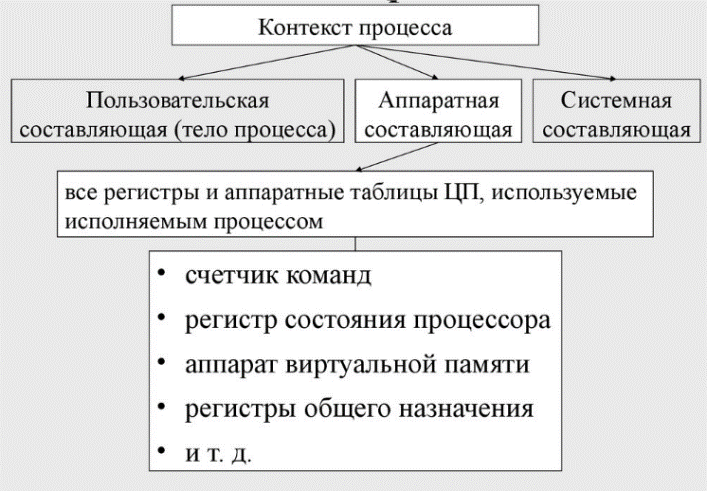 Контекст процесса
Пользовательская
составляющая (тело процесса)
Аппаратная
составляющая
Системная
составляющая
все регистры и аппаратные таблицы ЦП, используемые
исполняемым процессом
• счетчик команд
• регистр состояния процессора
• аппарат виртуальной памяти
• регистры общего назначения
• и т. д.